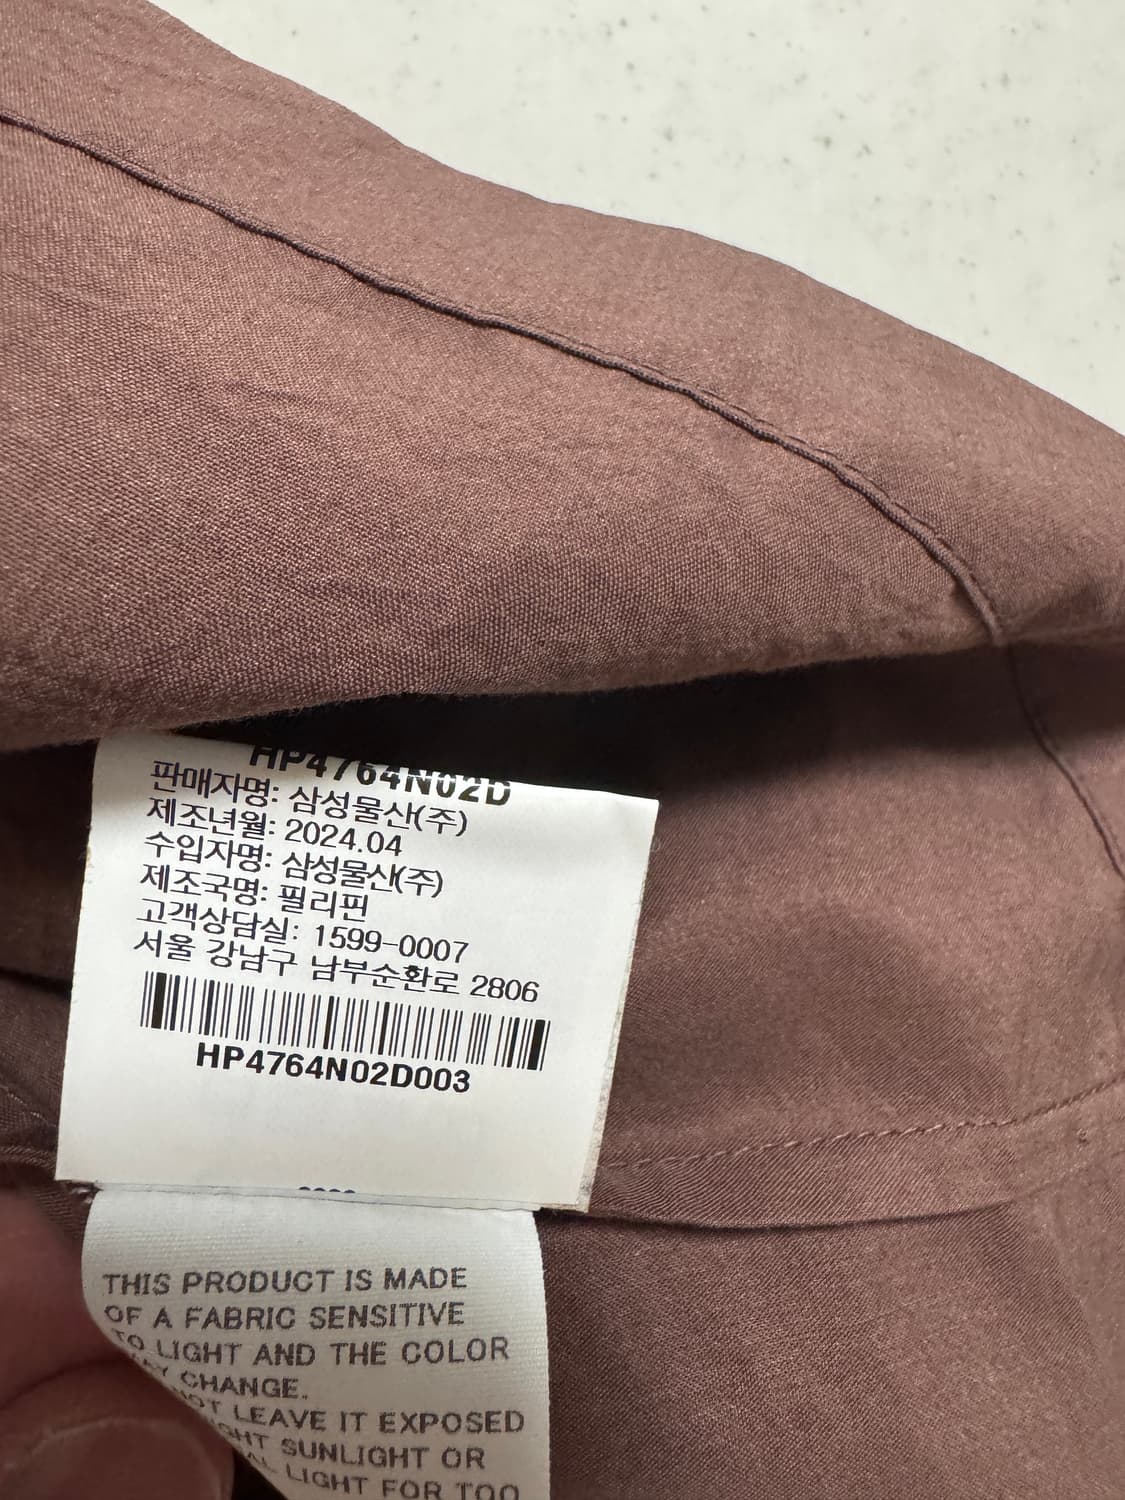 HP4764N02D
판매자명: 삼성물산(주)
제조년월: 2024.04
수입자명: 삼성물산(주)
제조국명: 필리핀
고객상담실: 1599-0007
서울 강남구 남부순환로 2806
HP4764N02D003
THIS PRODUCT IS MADE
OF A FABRIC SENSITIVE
TO LIGHT AND THE COLOR
CHANGE.
LEAVE IT EXPOSED
SUNLIGHT OR
LIGHT FOR TOO